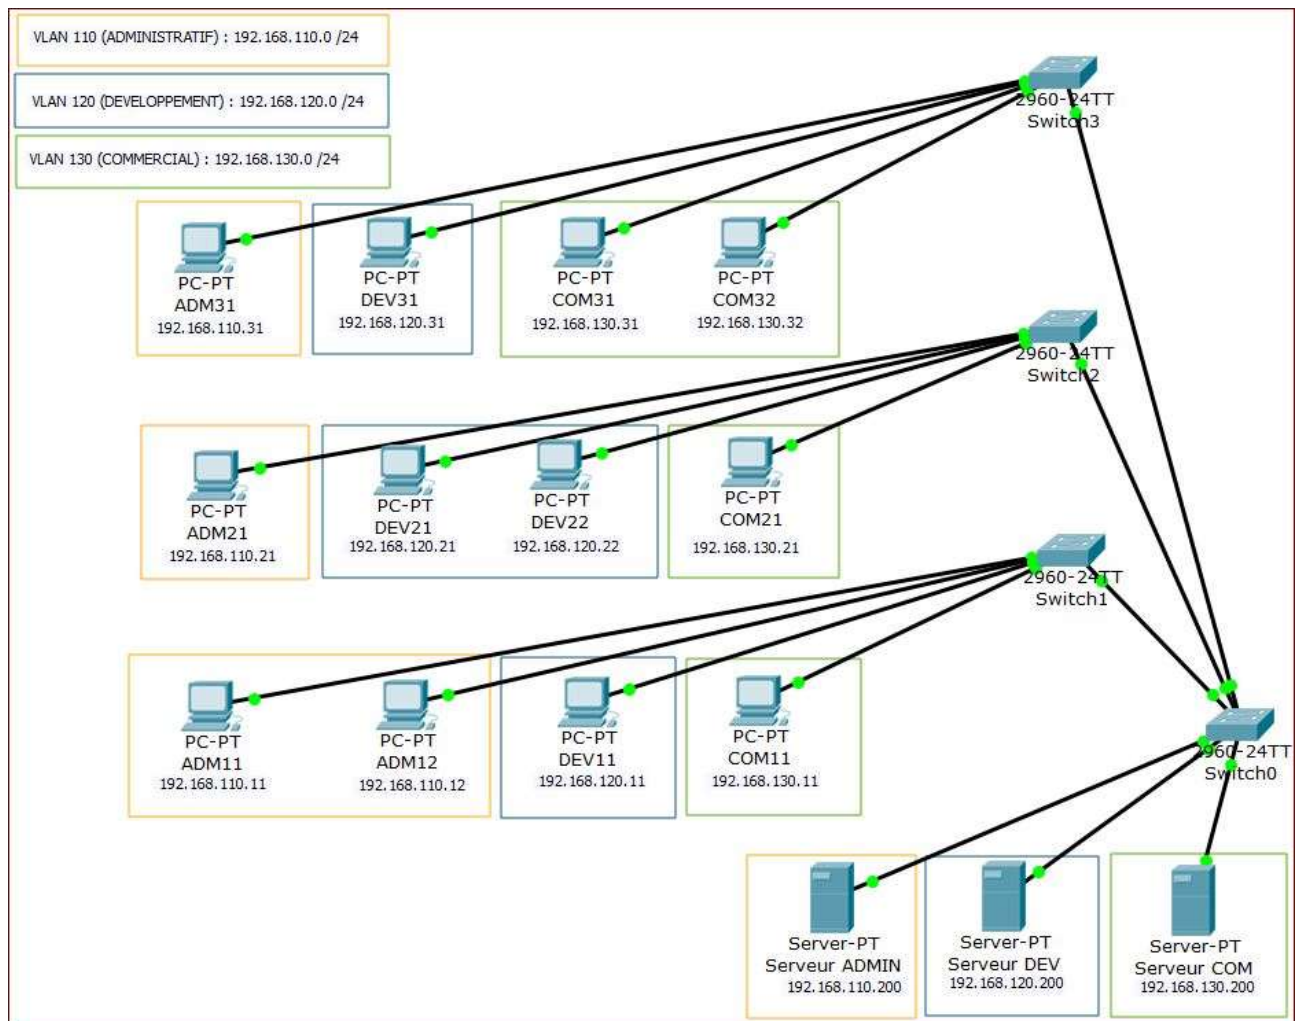 VLAN 110 (ADMINISTRATIF) : 192.168.110.0 /24
VLAN 120 (DEVELOPPEMENT) : 192.168.120.0 /24
VLAN 130 (COMMERCIAL) : 192.168.130.0 /24
2960-24TT
Switch3
PC-PT
ADM31
192.168.110.31
PC-PT
DEV31
192.168.120.31
PC-PT
COM31
192.168.130.31
PC-PT
COM32
192.168.130.32
2960-24TT
Switch2
PC-PT
ADM21
192.168.110.21
PC-PT
DEV21
192.168.120.21
PC-PT
DEV22
192.168.120.22
PC-PT
COM21
192.168.130.21
2960-24TT
Switch1
PC-PT
ADM11
192.168.110.11
PC-PT
ADM12
192.168.110.12
PC-PT
DEV11
192.168.120.11
PC-PT
COM11
192.168.130.11
2960-24TT
Switch0
Server-PT
Serveur ADMIN
192.168.110.200
Server-PT
Serveur DEV
192.168.120.200
Server-PT
Serveur COM
192.168.130.200